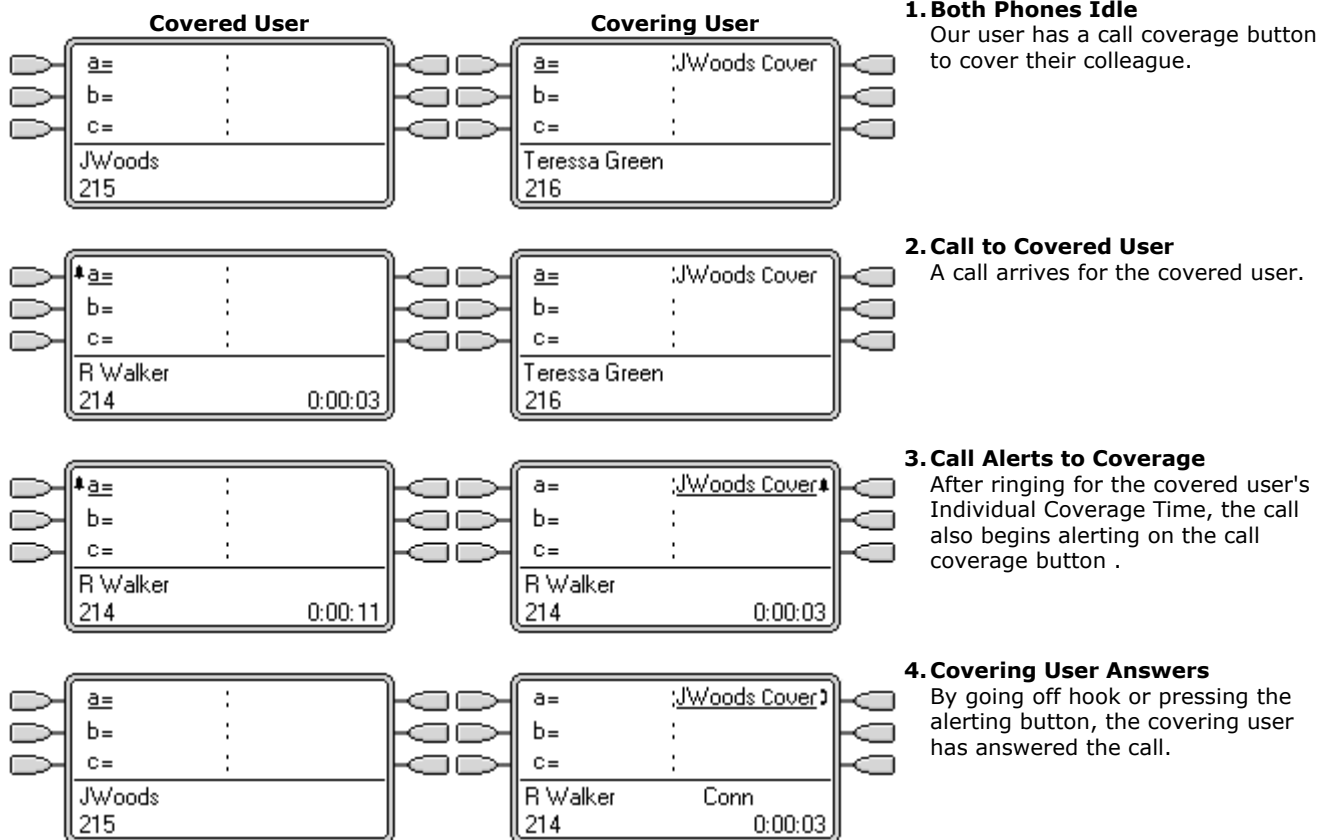 Covered User
Covering User
a= :
b= :
c= :
JWoods
215
a= :JWoods Cover
b= :
c= :
Teressa Green
216
1. Both Phones Idle
Our user has a call coverage button
to cover their colleague.
a= :
b= :
c= :
R Walker
214 0:00:03
a= :JWoods Cover
b= :
c= :
Teressa Green
216
2. Call to Covered User
A call arrives for the covered user.
a= :
b= :
c= :
R Walker
214 0:00:11
a= :JWoods Cover
b= :
c= :
R Walker
214 0:00:03
3. Call Alerts to Coverage
After ringing for the covered user's
Individual Coverage Time, the call
also begins alerting on the call
coverage button .
a= :
b= :
c= :
JWoods
215
a= :JWoods Cover
b= :
c= :
R Walker Conn
214 0:00:03
4. Covering User Answers
By going off hook or pressing the
alerting button, the covering user
has answered the call.